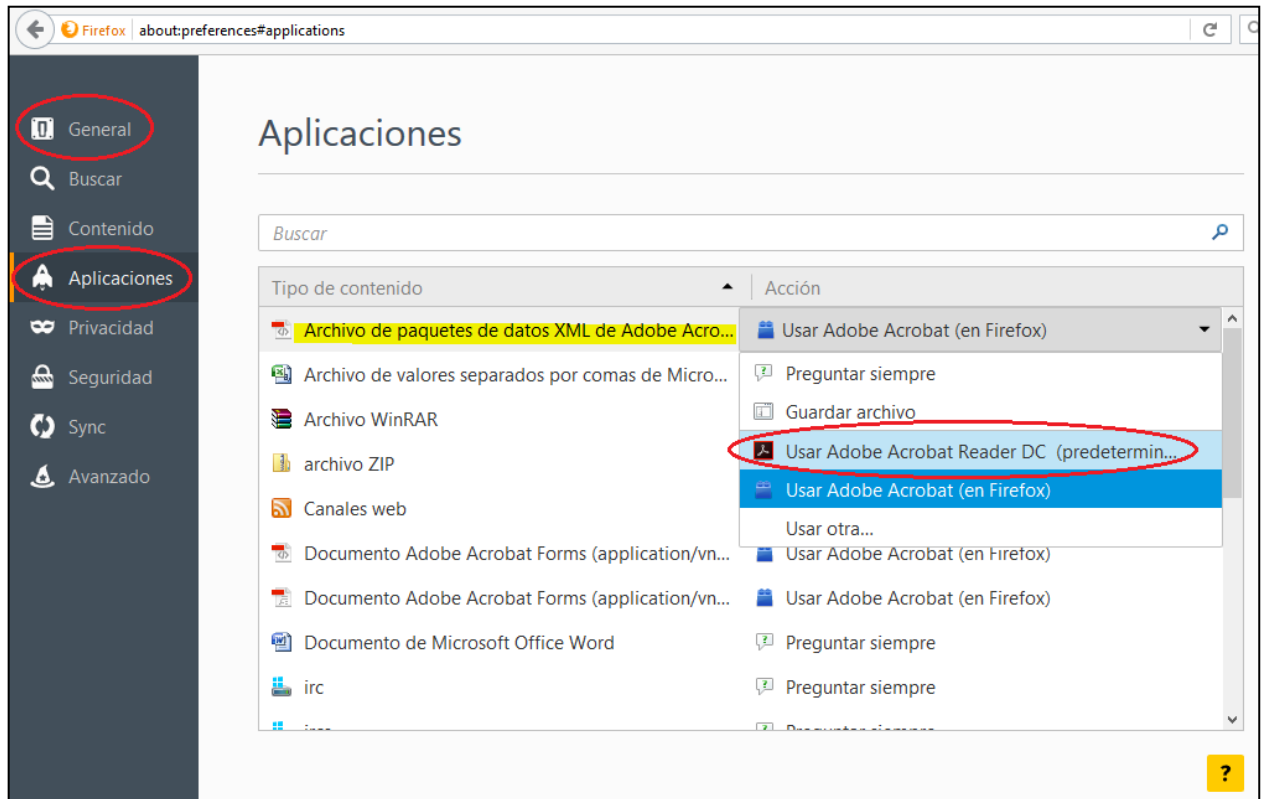 Firefox about:preferences#applications
General
Buscar
Contenido
Aplicaciones
Privacidad
Seguridad
Sync
Avanzado
Aplicaciones
Buscar
Tipo de contenido Acción
Archivo de paquetes de datos XML de Adobe Acro... Usar Adobe Acrobat (en Firefox)
Archivo de valores separados por comas de Micro... Preguntar siempre
Guardar archivo
Archivo WinRAR
Usar Adobe Acrobat Reader DC (predetermin...
archivo ZIP
Usar Adobe Acrobat (en Firefox)
Canales web
Usar otra...
Documento Adobe Acrobat Forms (application/vn... Usar Adobe Acrobat (en Firefox)
Documento Adobe Acrobat Forms (application/vn... Usar Adobe Acrobat (en Firefox)
Documento de Microsoft Office Word Preguntar siempre
irc Preguntar siempre
Preguntar siempre
?